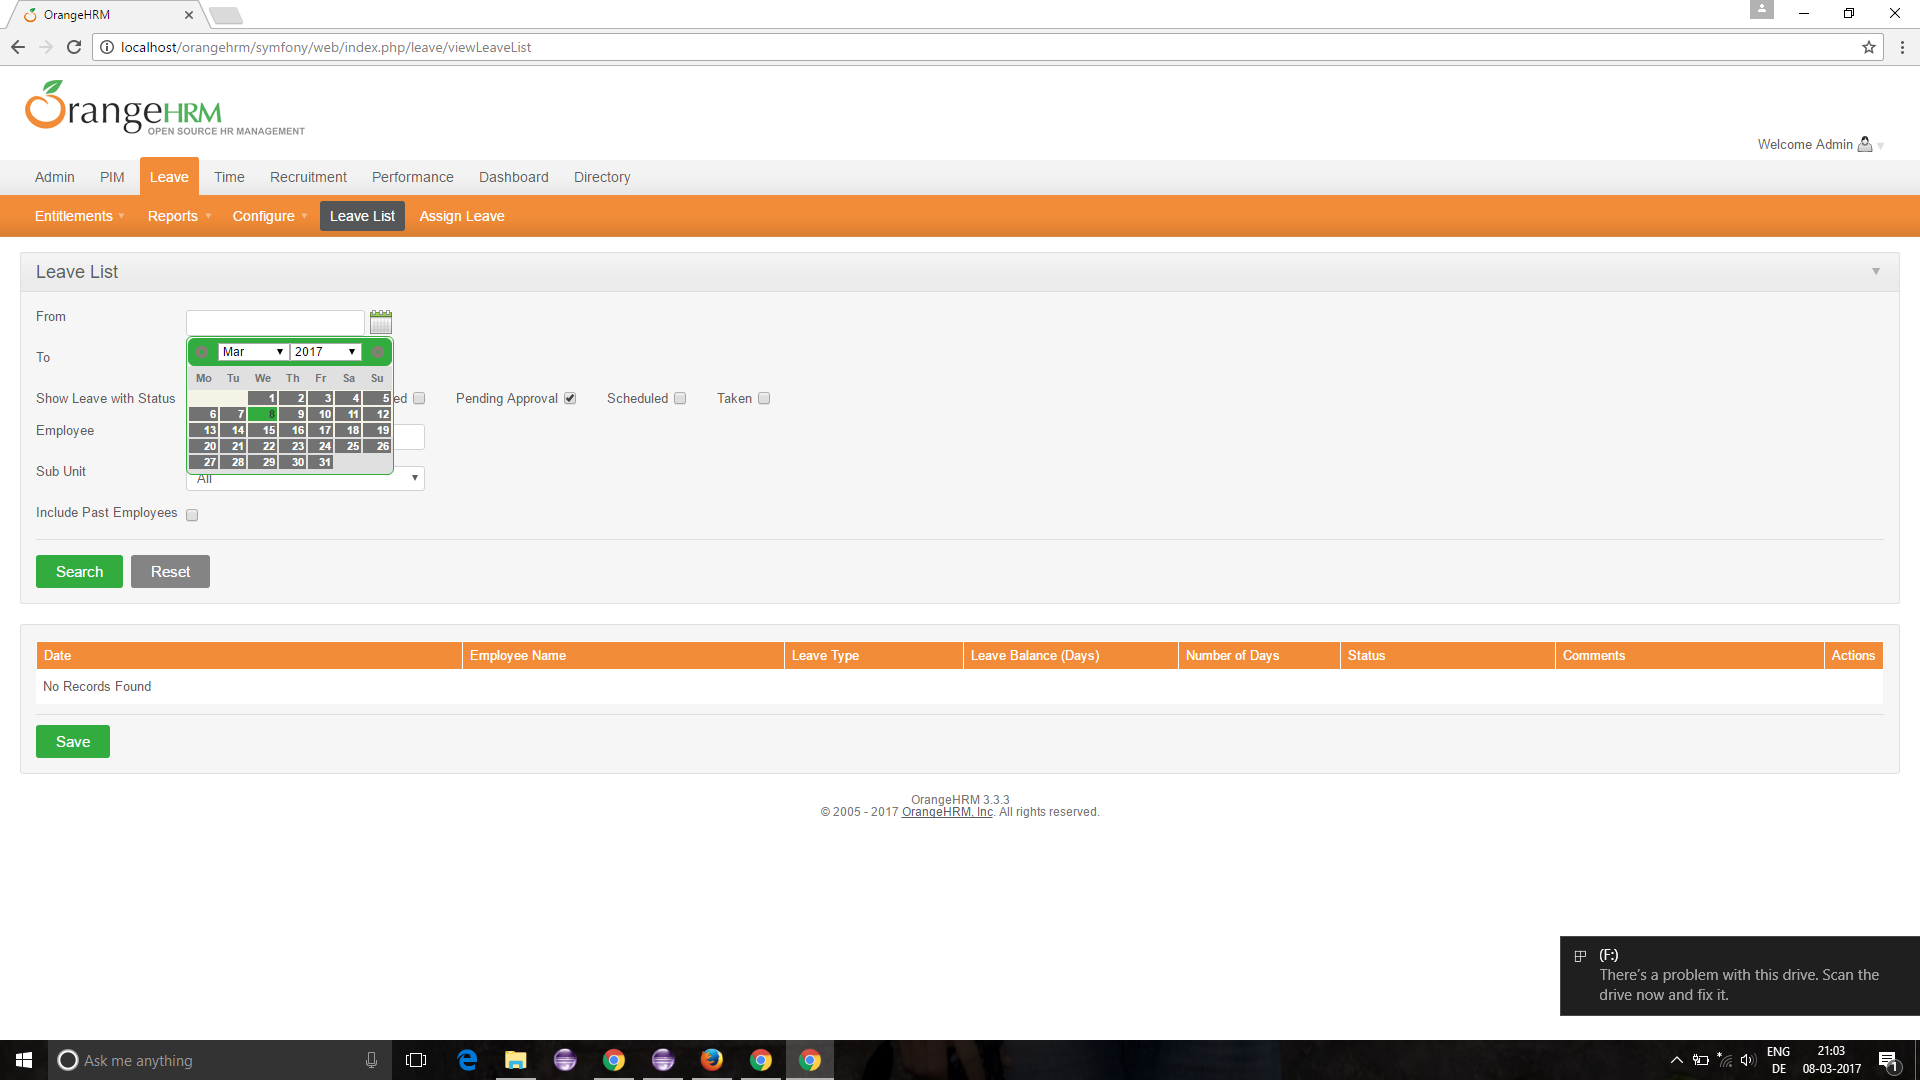 OrangeHRM
localhost/orangehrm/symfony/web/index.php/leave/viewLeaveList
OrangeHRM
OPEN SOURCE HR MANAGEMENT
Welcome Admin
Admin PIM Leave Time Recruitment Performance Dashboard Directory
Entitlements Reports Configure Leave List Assign Leave
Leave List
From
Mar 2017
To
Mo Tu We Th Fr Sa Su
Show Leave with Status ed Pending Approval Scheduled Taken
1 2 3 4 5
6 7 8 9 10 11 12
Employee
13 14 15 16 17 18 19
20 21 22 23 24 25 26
27 28 29 30 31
Sub Unit
All
Include Past Employees
Search Reset
Date Employee Name Leave Type Leave Balance (Days) Number of Days Status Comments Actions
No Records Found
Save
OrangeHRM 3.3.3
© 2005 - 2017 OrangeHRM, Inc. All rights reserved.
(F:)
There's a problem with this drive. Scan the
drive now and fix it.
Ask me anything
ENG
DE
21:03
08-03-2017
1